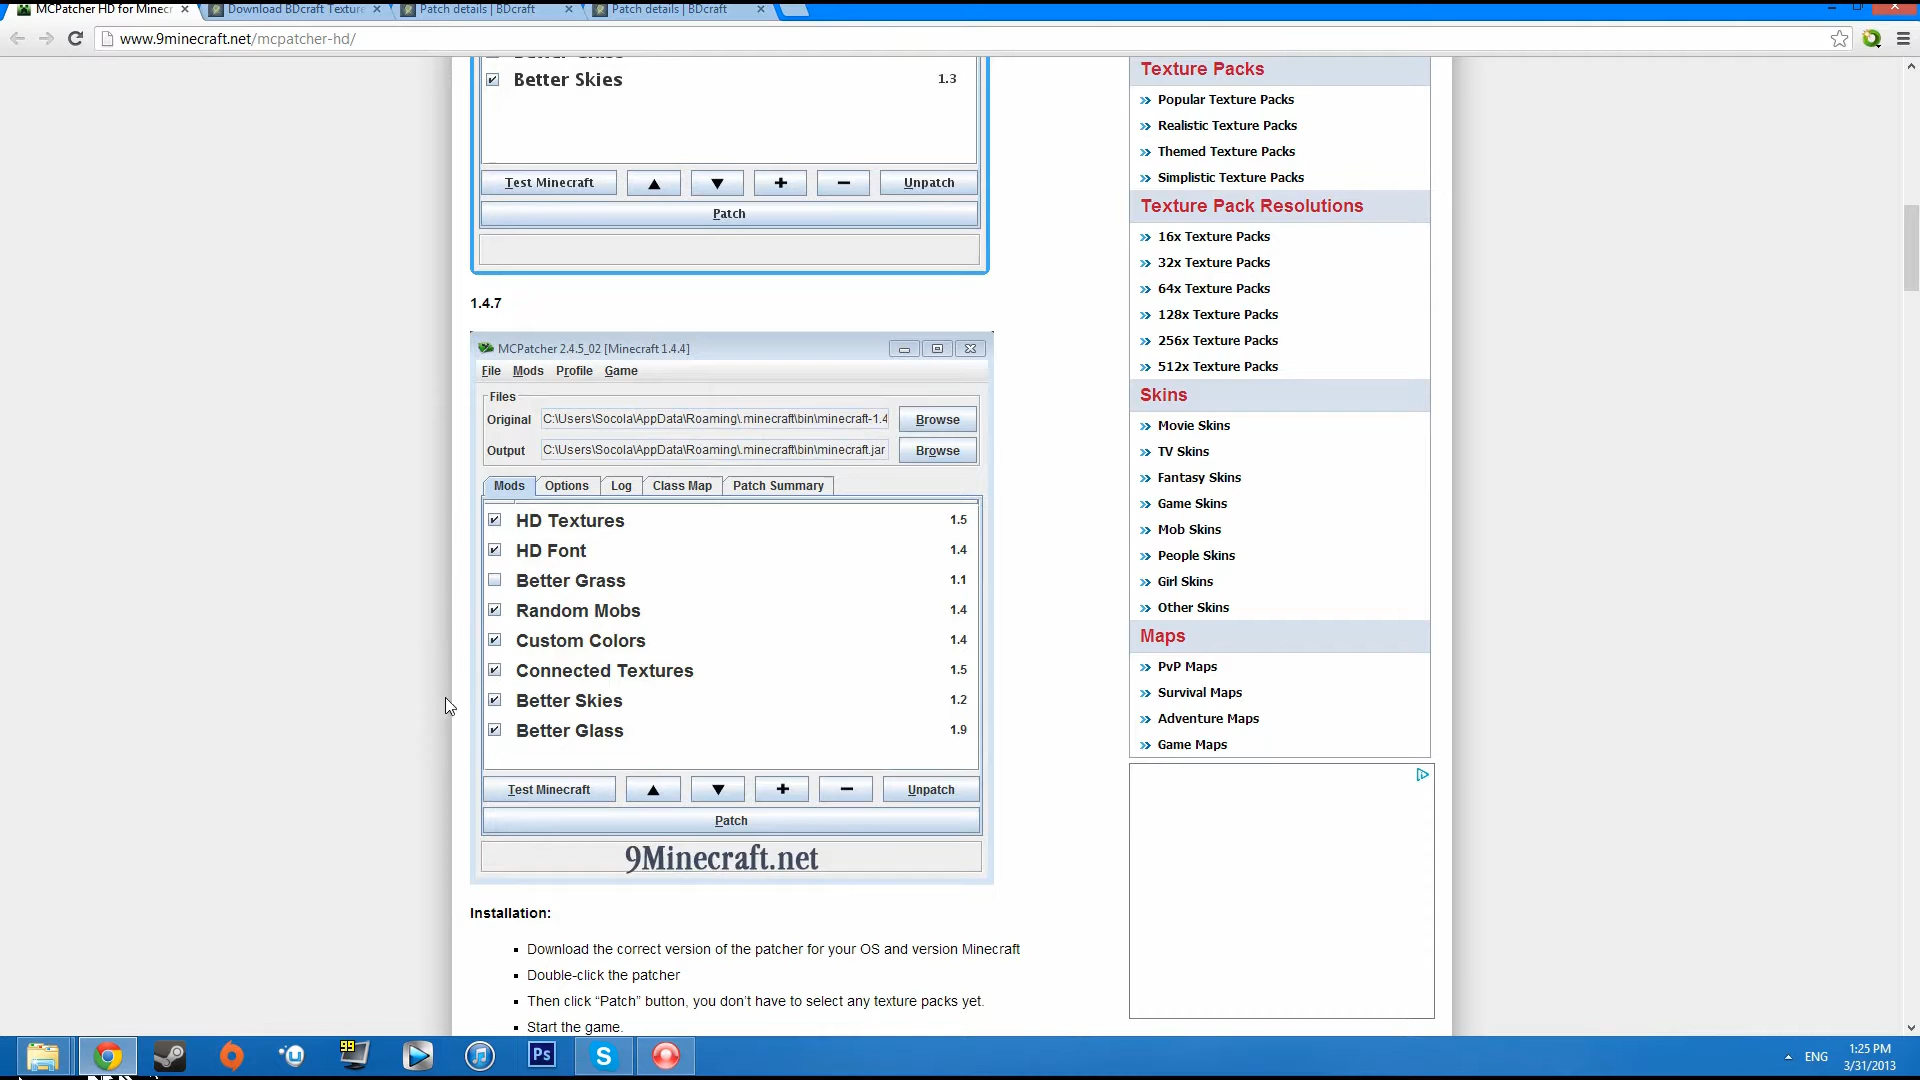 MCPatcher HD for Minecr
Download BDcraft Texture
Patch details | BDcraft
Patch details | BDcraft
www.9minecraft.net/mcpatcher-hd/
Better Skies 1.3
Test Minecraft ▲ ▼ + − Unpatch
Patch
1.4.7
MCPatcher 2.4.5_02 [Minecraft 1.4.4]
File Mods Profile Game
Files
Original C:\Users\Socola\AppData\Roaming\.minecraft\bin\minecraft-1.4 Browse
Output C:\Users\Socola\AppData\Roaming\.minecraft\bin\minecraft.jar Browse
Mods Options Log Class Map Patch Summary
HD Textures 1.5
HD Font 1.4
Better Grass 1.1
Random Mobs 1.4
Custom Colors 1.4
Connected Textures 1.5
Better Skies 1.2
Better Glass 1.9
Test Minecraft ▲ ▼ + − Unpatch
Patch
9Minecraft.net
Installation:
Download the correct version of the patcher for your OS and version Minecraft
Double-click the patcher
Then click “Patch” button, you don’t have to select any texture packs yet.
Start the game.
Texture Packs
Popular Texture Packs
Realistic Texture Packs
Themed Texture Packs
Simplistic Texture Packs
Texture Pack Resolutions
16x Texture Packs
32x Texture Packs
64x Texture Packs
128x Texture Packs
256x Texture Packs
512x Texture Packs
Skins
Movie Skins
TV Skins
Fantasy Skins
Game Skins
Mob Skins
People Skins
Girl Skins
Other Skins
Maps
PvP Maps
Survival Maps
Adventure Maps
Game Maps
99
Ps
S
ENG
1:25 PM
3/31/2013